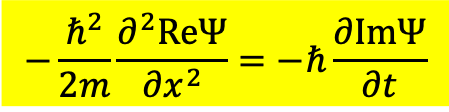 −ħ²/2m ∂²ReΨ/∂x² = −ħ ∂ImΨ/∂t